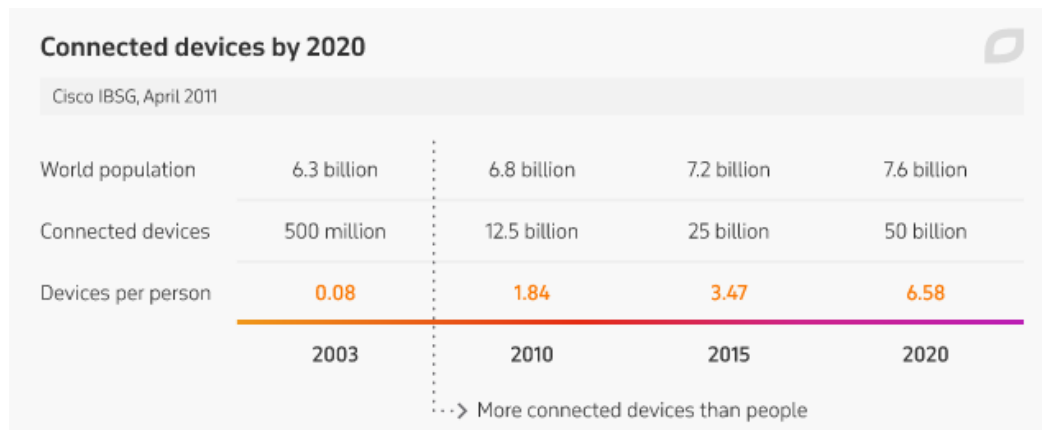 Connected devices by 2020
Cisco IBSG, April 2011
World population 6.3 billion 6.8 billion 7.2 billion 7.6 billion
Connected devices 500 million 12.5 billion 25 billion 50 billion
Devices per person 0.08 1.84 3.47 6.58
2003 2010 2015 2020
More connected devices than people